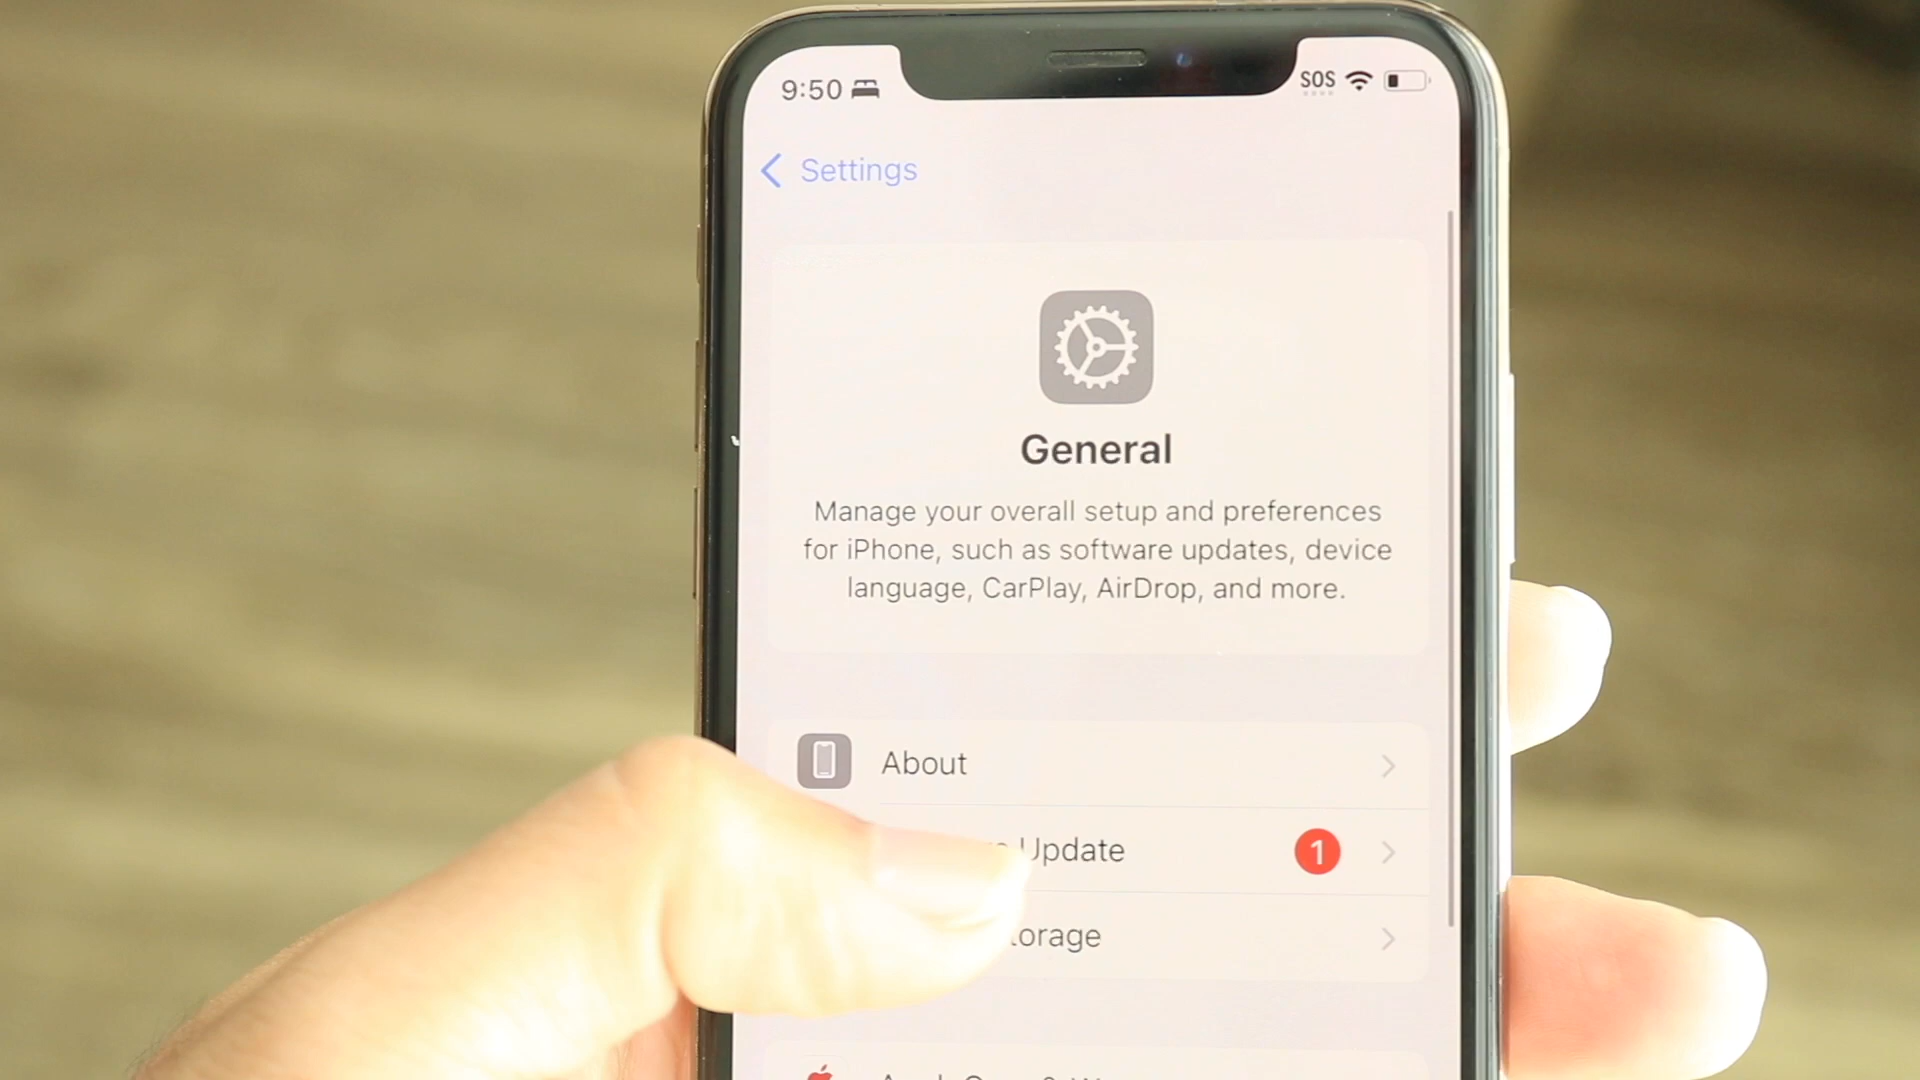 9:50 SOS
Settings
General
Manage your overall setup and preferences
for iPhone, such as software updates, device
language, CarPlay, AirDrop, and more.
About
Update 1
torage